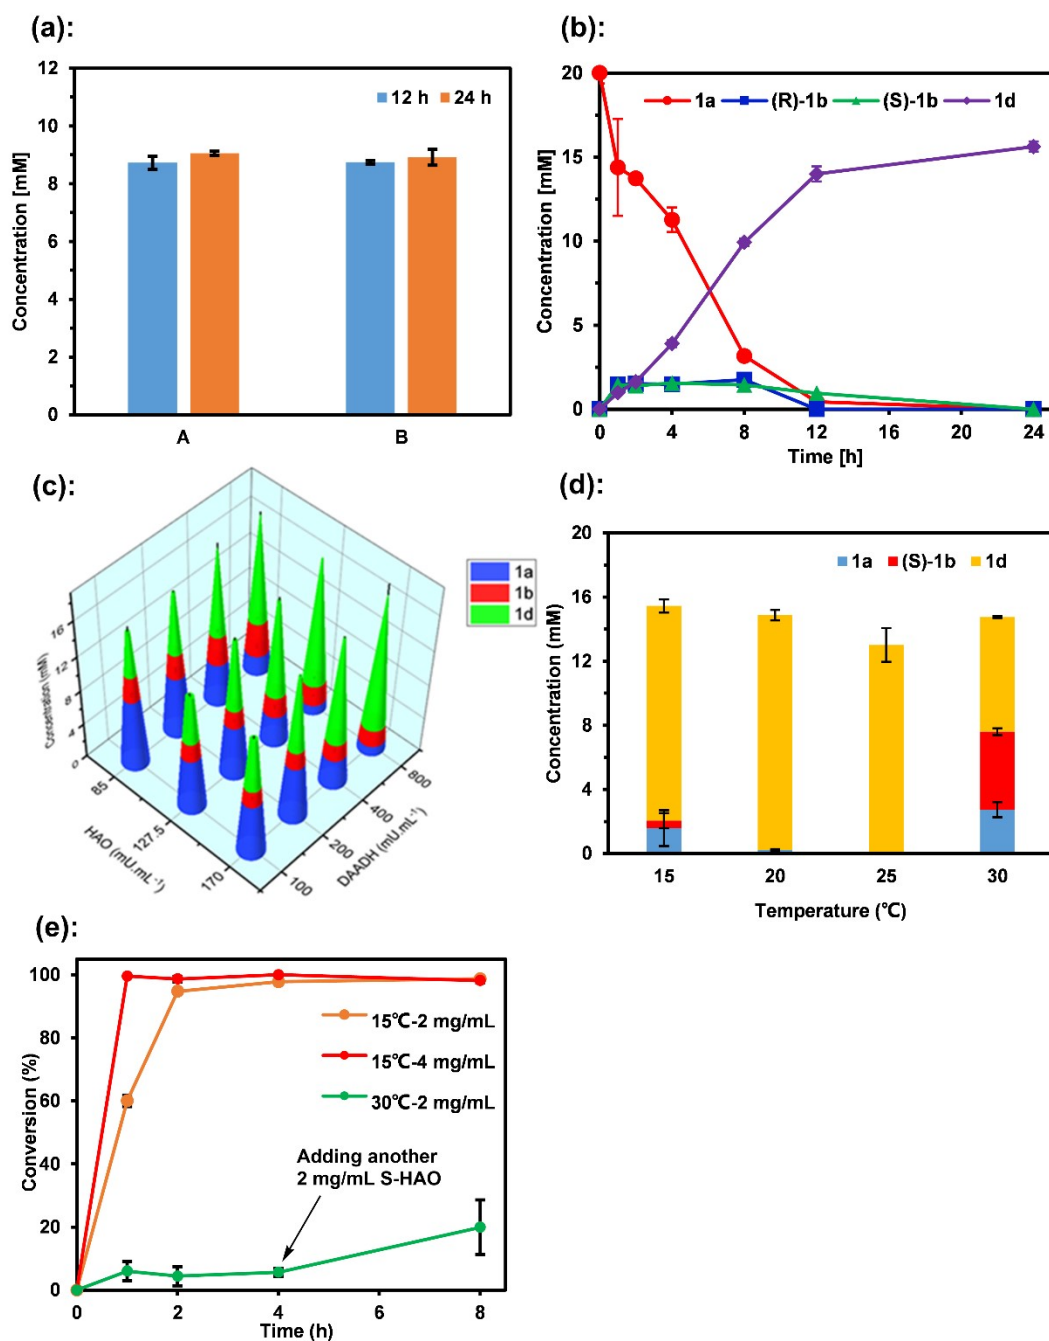 (a):
12
10
8
6
4
2
0
Concentration [mM]
12 h
24 h
A
B
(b):
20
15
10
5
0
Concentration [mM]
1a
(R)-1b
(S)-1b
1d
0
4
8
12
16
20
24
Time [h]
(c):
1a
1b
1d
Concentration (mM)
16
12
8
4
0
85
127.5
170
HAO (mU.mL⁻¹)
100
200
400
800
DAADH (mU.mL⁻¹)
(d):
20
16
12
8
4
0
Concentration (mM)
1a
(S)-1b
1d
15
20
25
30
Temperature (℃)
(e):
100
80
60
40
20
0
Conversion (%)
15℃-2 mg/mL
15℃-4 mg/mL
30℃-2 mg/mL
Adding another
2 mg/mL S-HAO
0
2
4
6
8
Time (h)